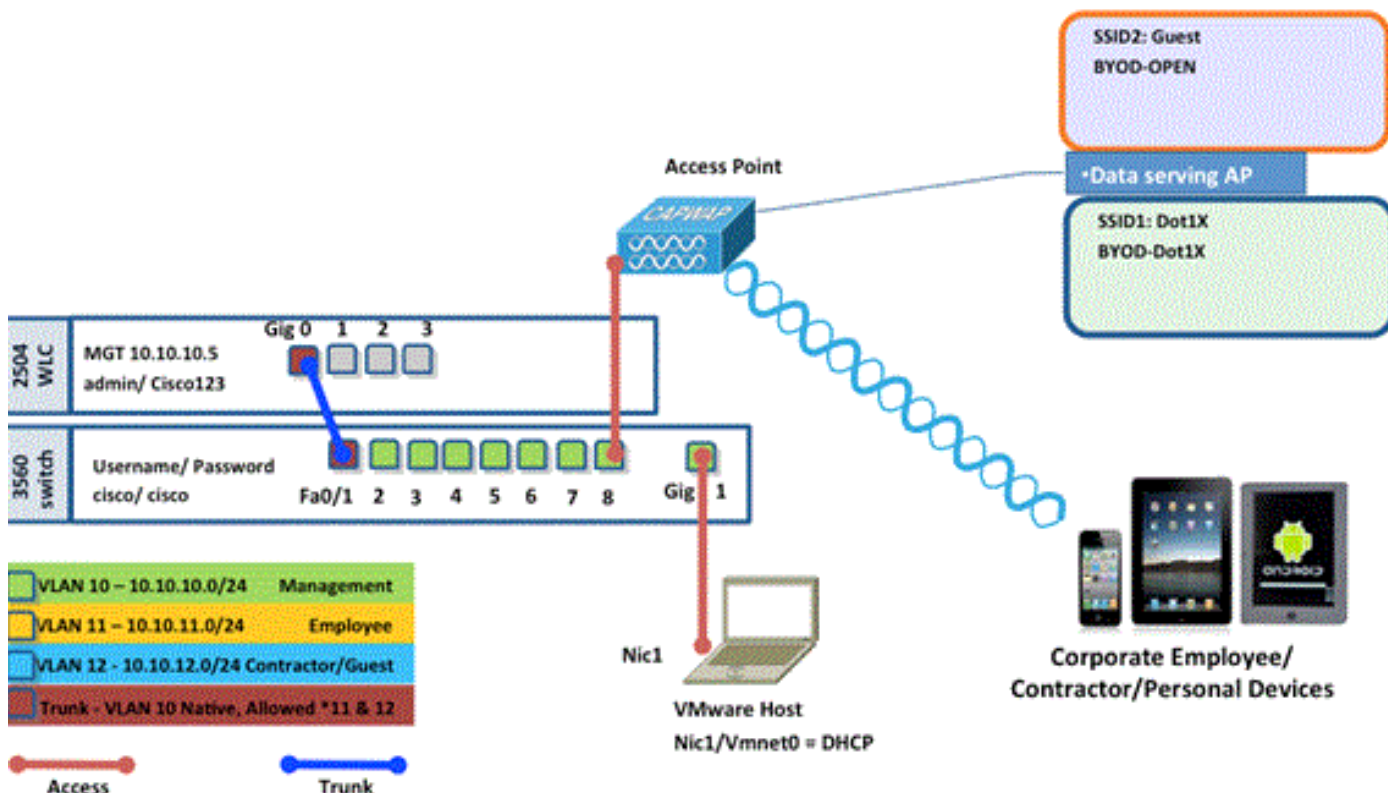 SSID2: Guest
BYOD-OPEN
•Data serving AP
SSID1: Dot1X
BYOD-Dot1X
Access Point
CAPWAP
2504
WLC
MGT 10.10.10.5
admin/ Cisco123
Gig 0 1 2 3
3560
switch
Username/ Password
cisco/ cisco
Fa0/1 2 3 4 5 6 7 8 Gig 1
VLAN 10 – 10.10.10.0/24 Management
VLAN 11 – 10.10.11.0/24 Employee
VLAN 12 - 10.10.12.0/24 Contractor/Guest
Trunk - VLAN 10 Native, Allowed *11 & 12
Access
Trunk
Nic1
VMware Host
Nic1/Vmnet0 = DHCP
ANDROID
Corporate Employee/
Contractor/Personal Devices